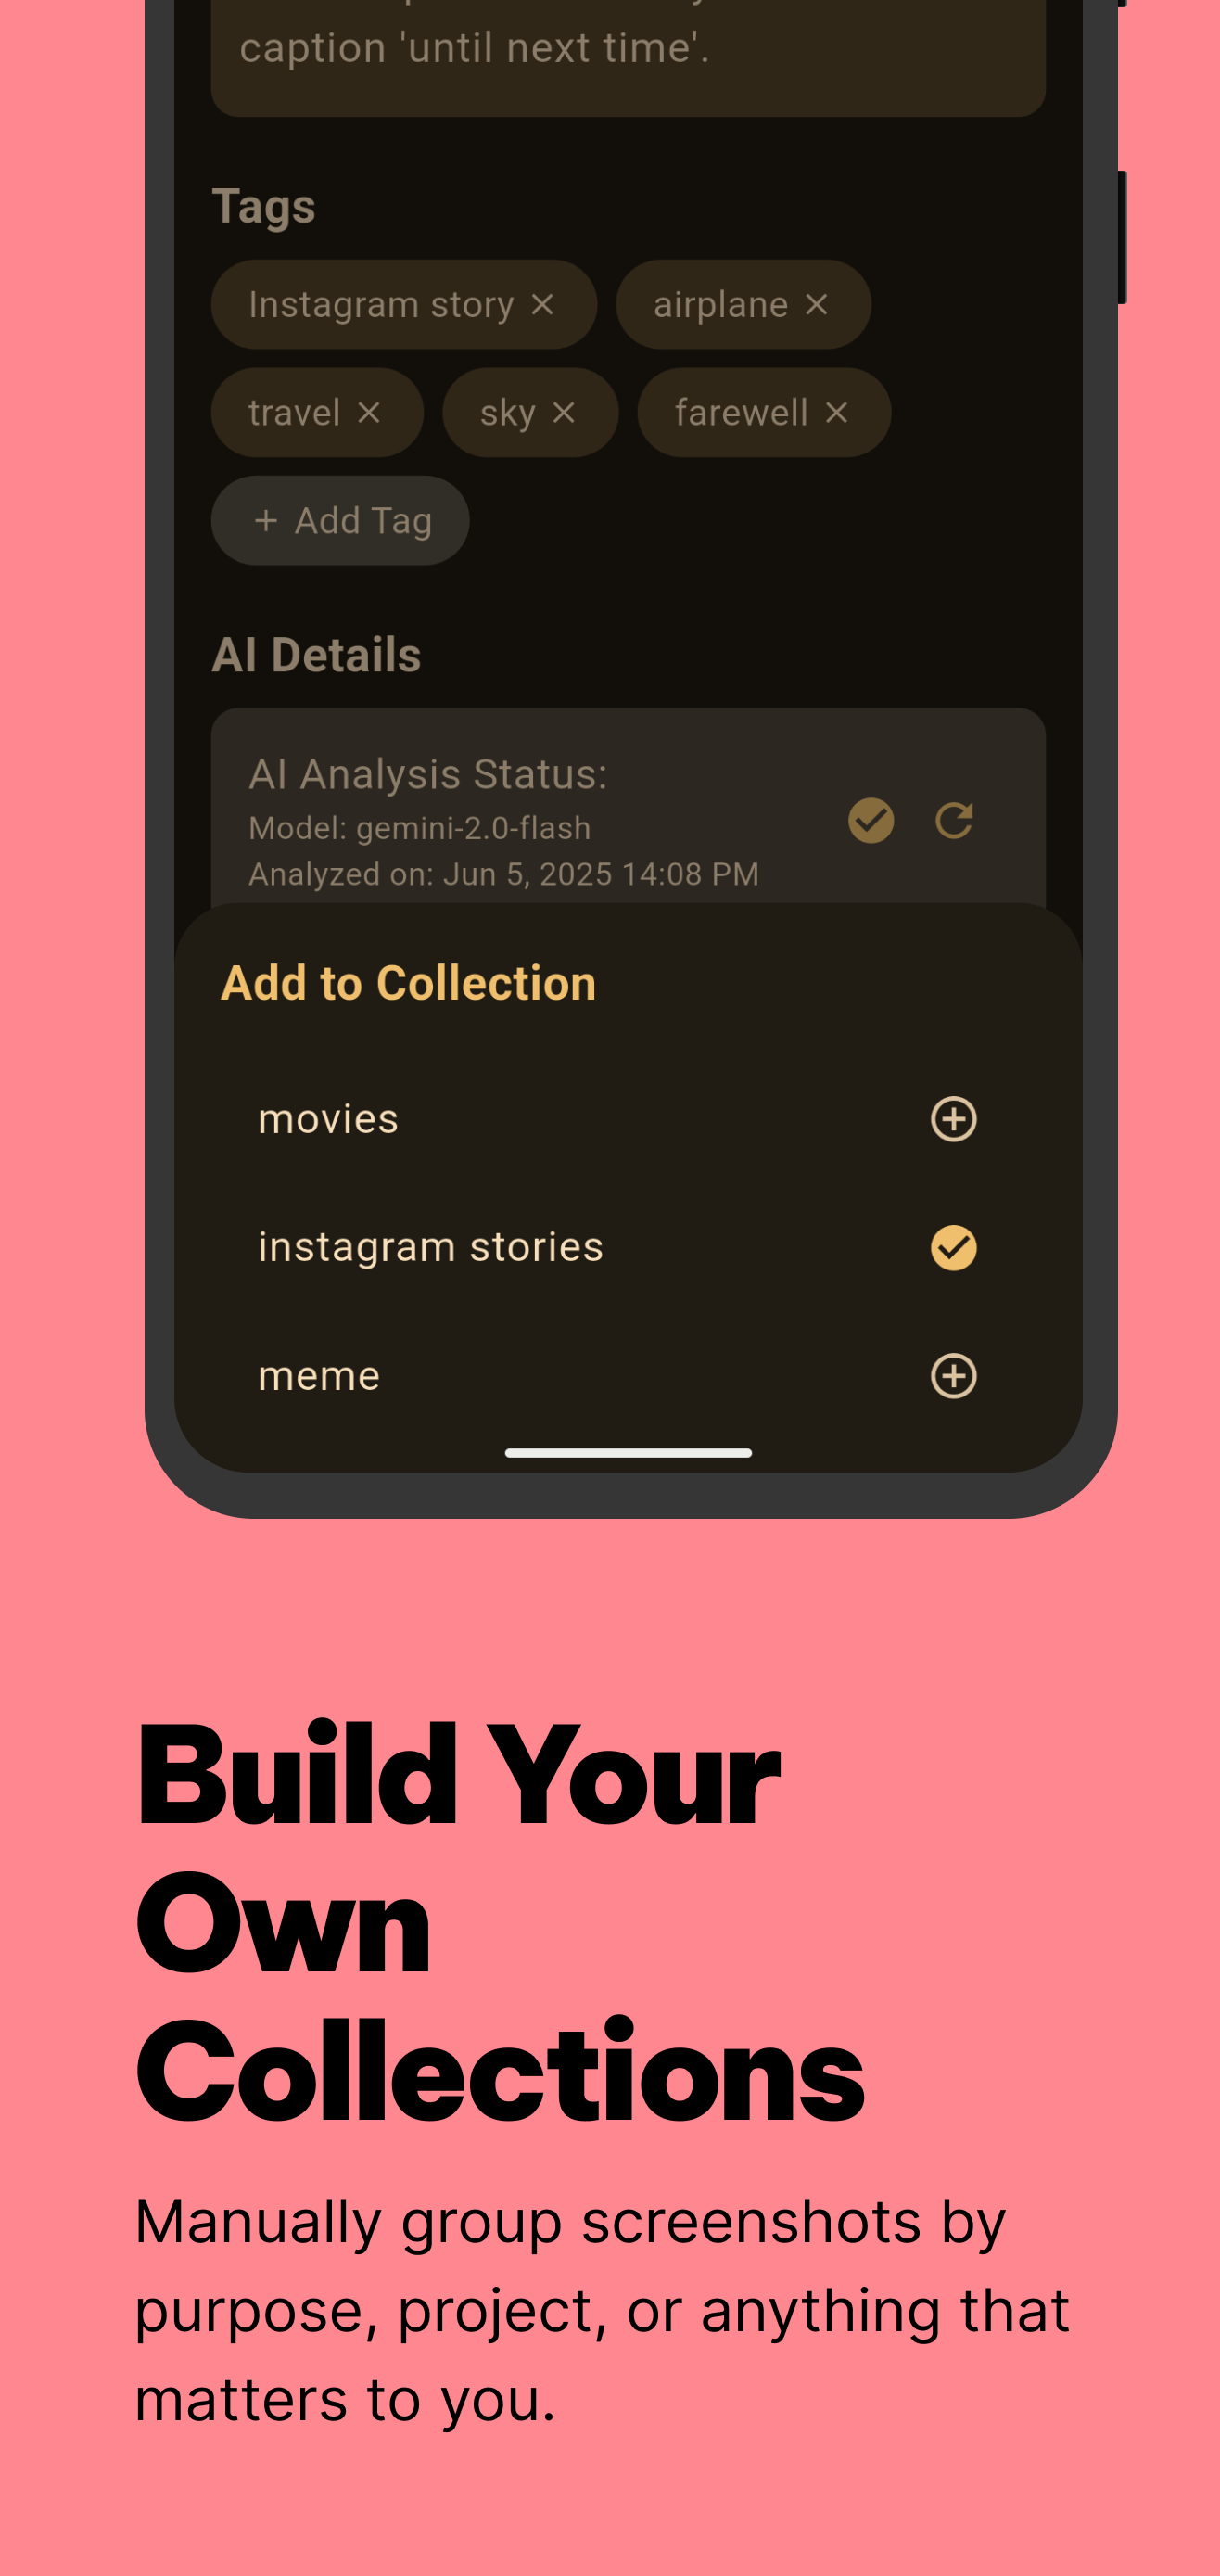 caption 'until next time'.
Tags
Instagram story
airplane
travel
sky
farewell
+ Add Tag
AI Details
AI Analysis Status:
Model: gemini-2.0-flash
Analyzed on: Jun 5, 2025 14:08 PM
Add to Collection
movies
instagram stories
meme
Build Your
Own
Collections
Manually group screenshots by
purpose, project, or anything that
matters to you.